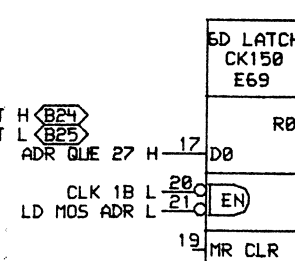 6D LATCH
CK150
E69
T H B24
T L B25
R0
ADR QUE 27 H 17 D0
CLK 1B L 20
LD MOS ADR L 21 EN
19 MR CLR